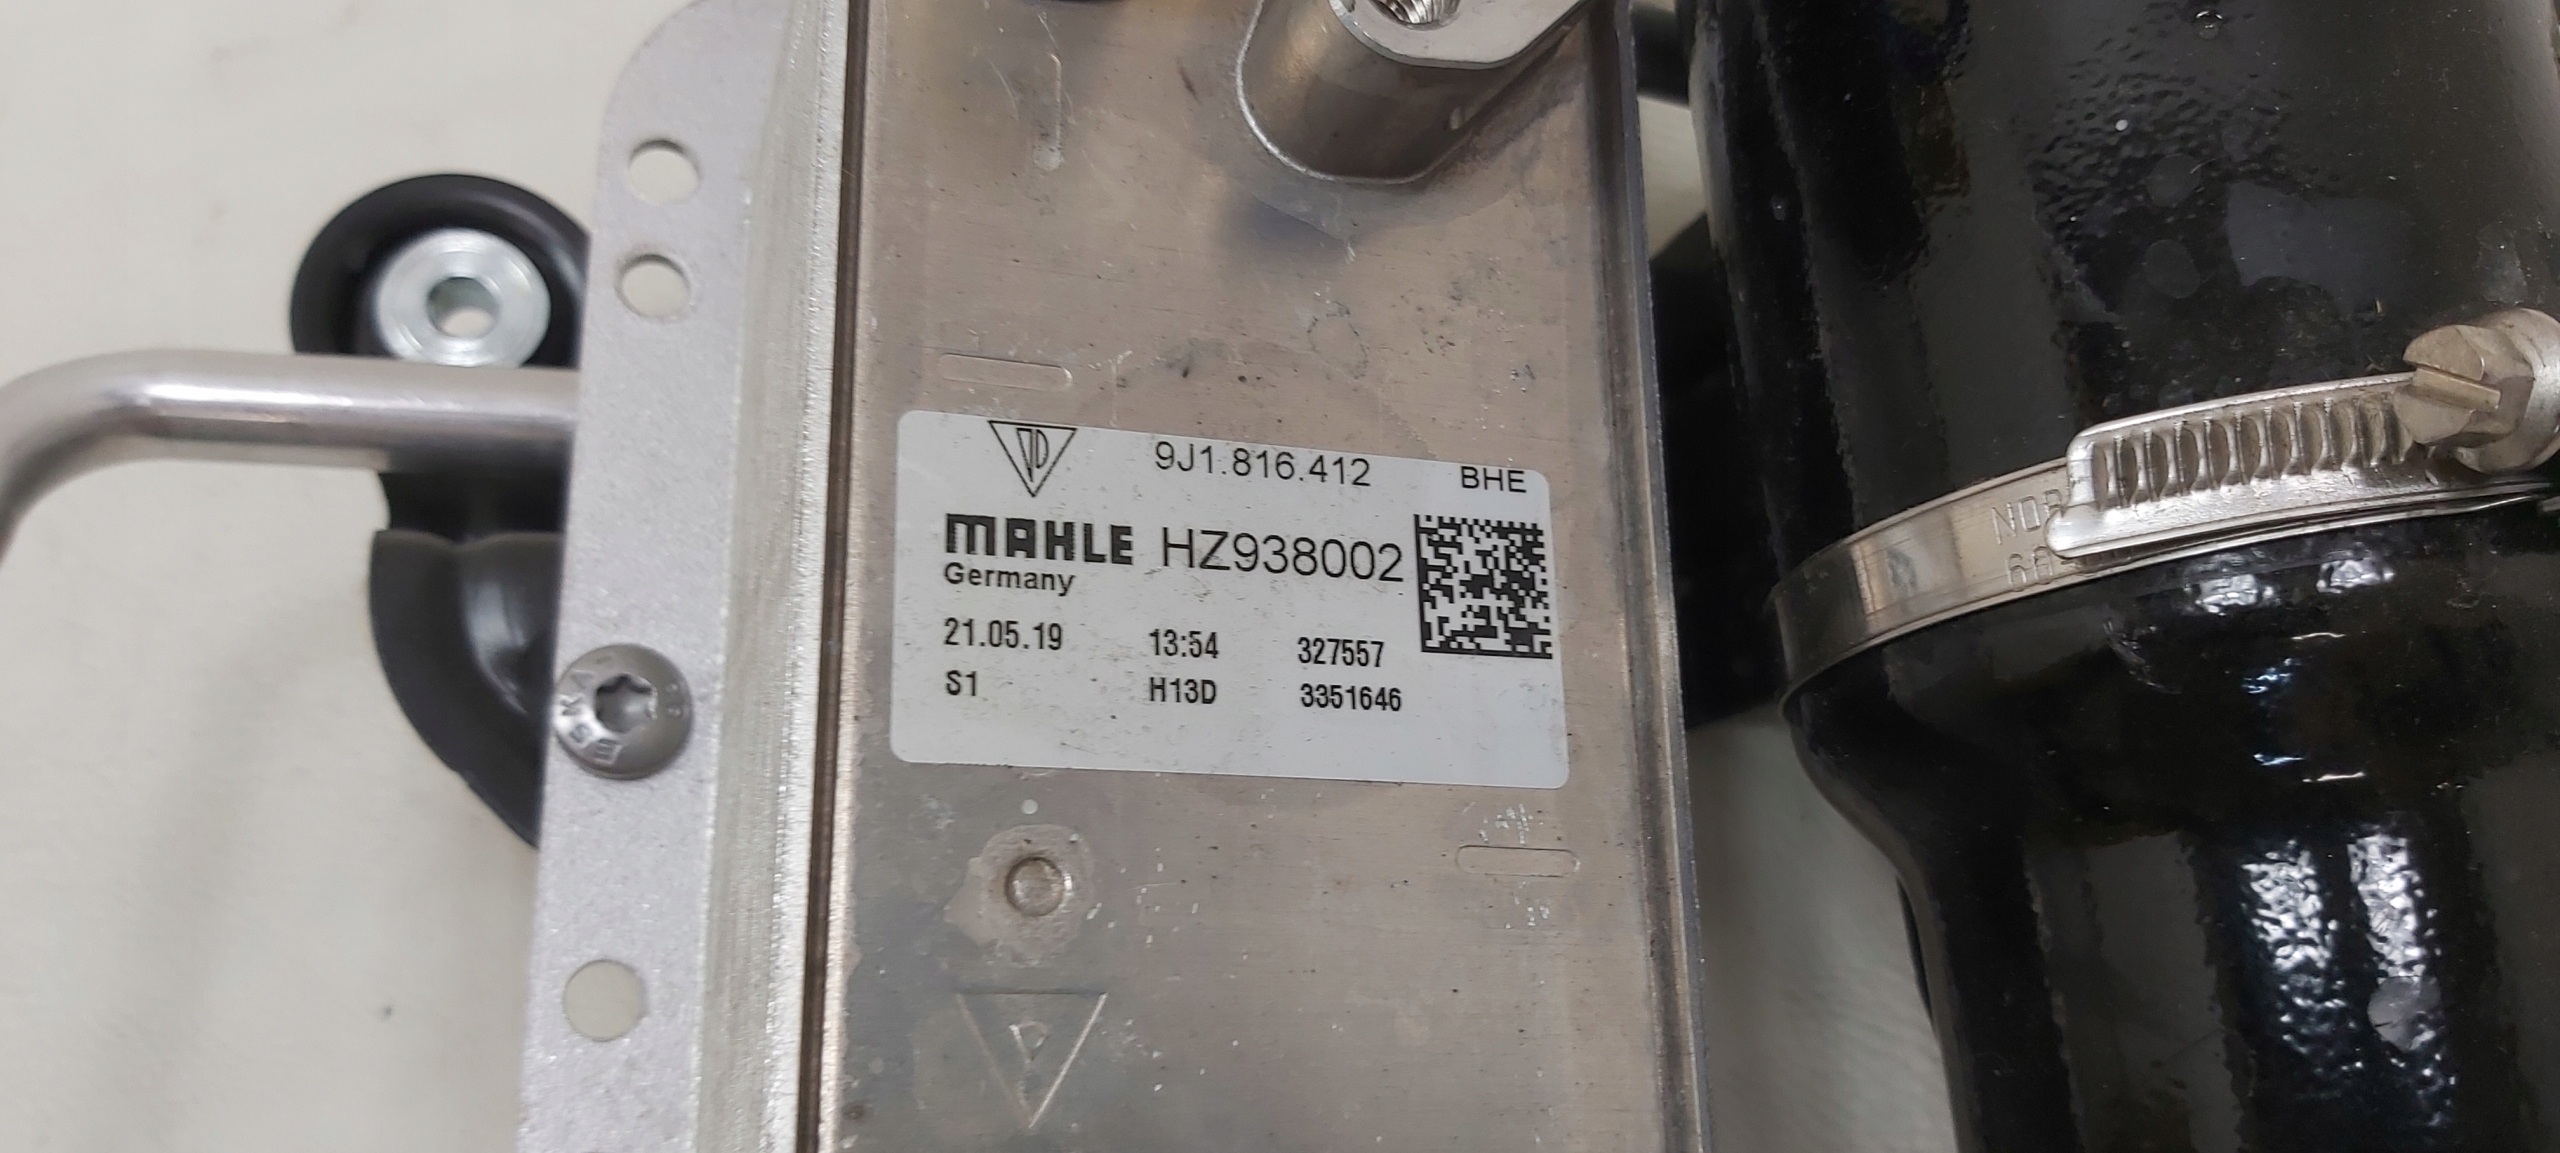 9J1.816.412 BHE
MAHLE HZ938002
Germany
21.05.19 13:54 327557
S1 H13D 3351646
P